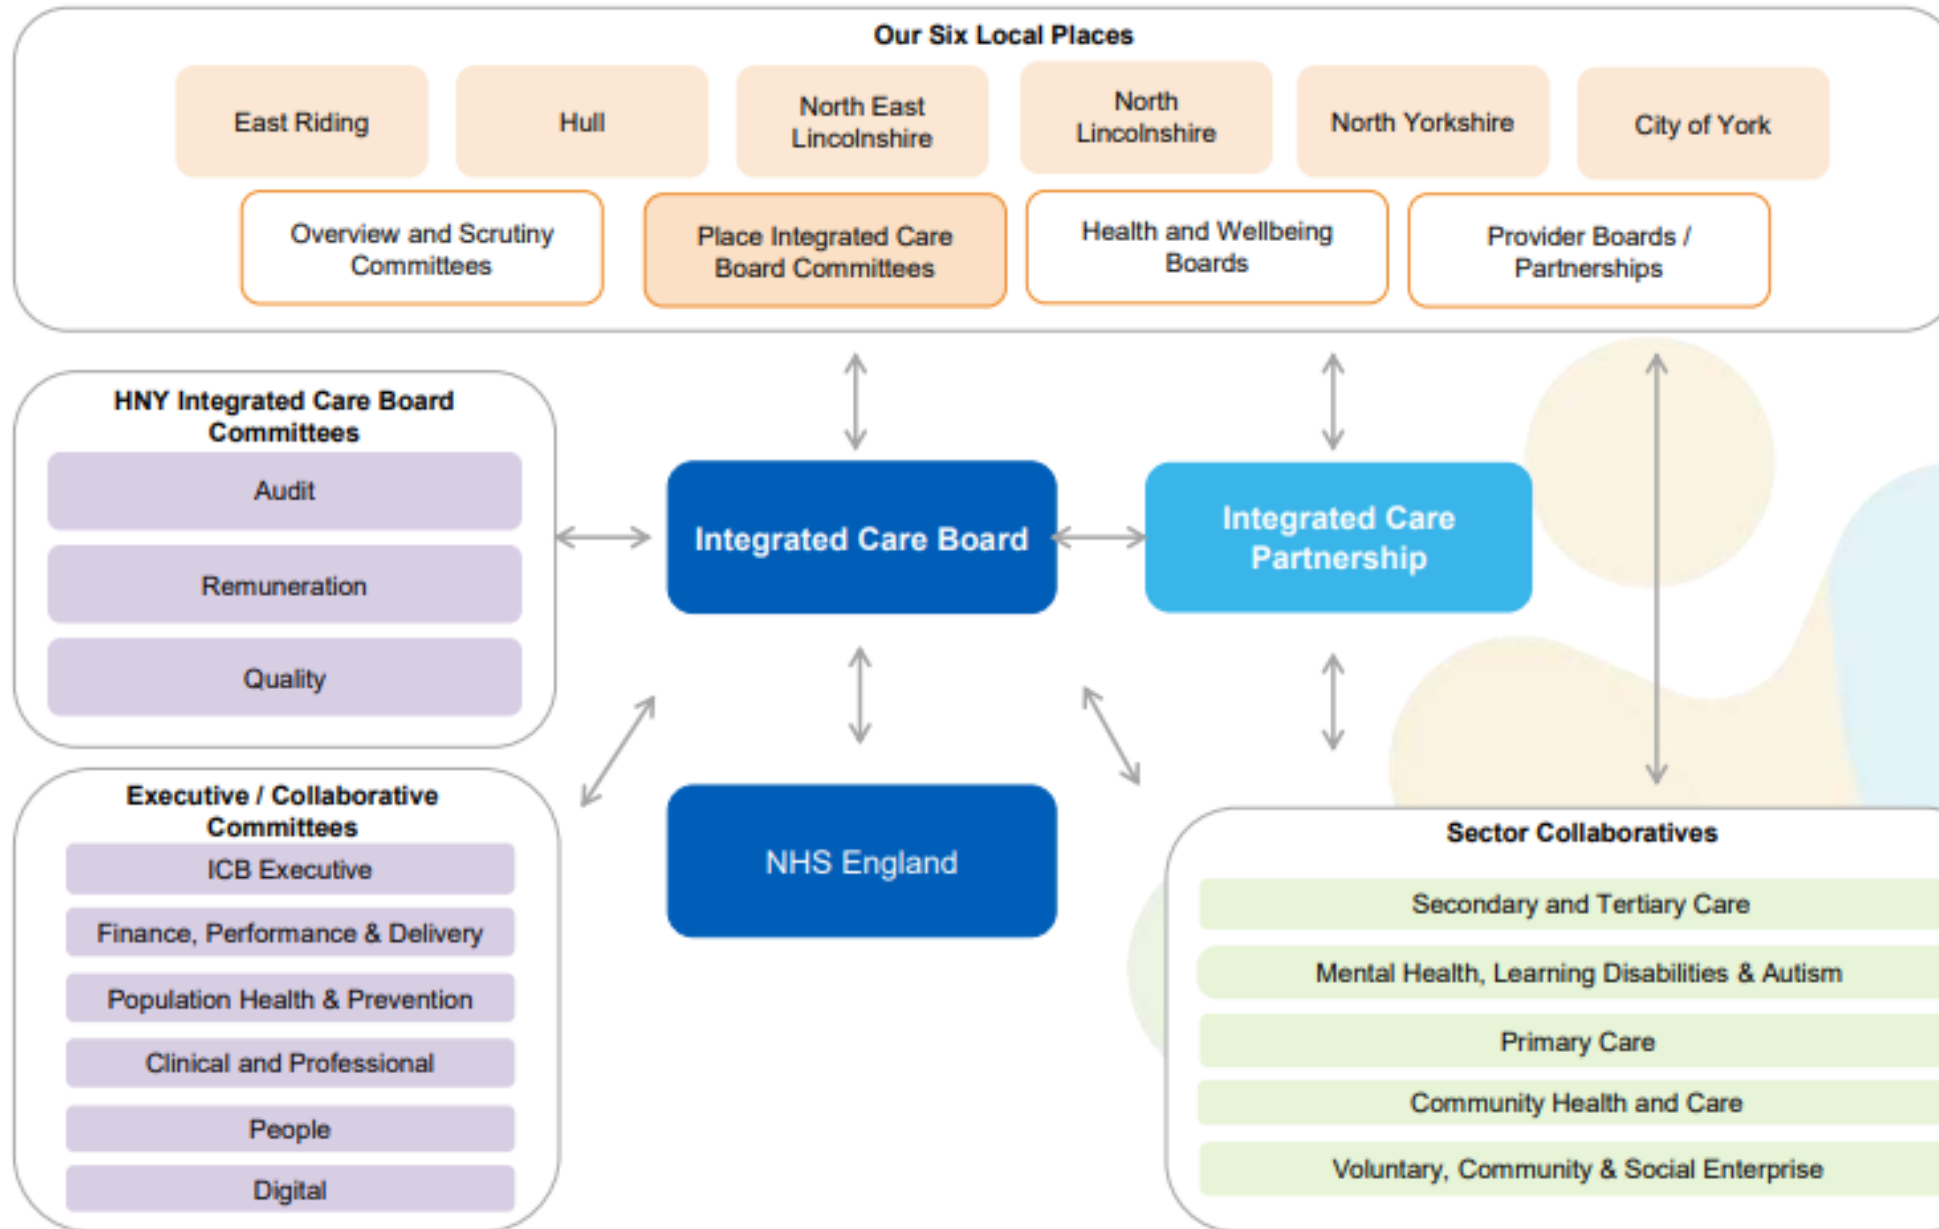 Our Six Local Places
East Riding
Hull
North East
Lincolnshire
North
Lincolnshire
North Yorkshire
City of York
Overview and Scrutiny
Committees
Place Integrated Care
Board Committees
Health and Wellbeing
Boards
Provider Boards /
Partnerships
HNY Integrated Care Board
Committees
Audit
Remuneration
Quality
Integrated Care Board
Integrated Care
Partnership
Executive / Collaborative
Committees
ICB Executive
Finance, Performance & Delivery
Population Health & Prevention
Clinical and Professional
People
Digital
NHS England
Sector Collaboratives
Secondary and Tertiary Care
Mental Health, Learning Disabilities & Autism
Primary Care
Community Health and Care
Voluntary, Community & Social Enterprise